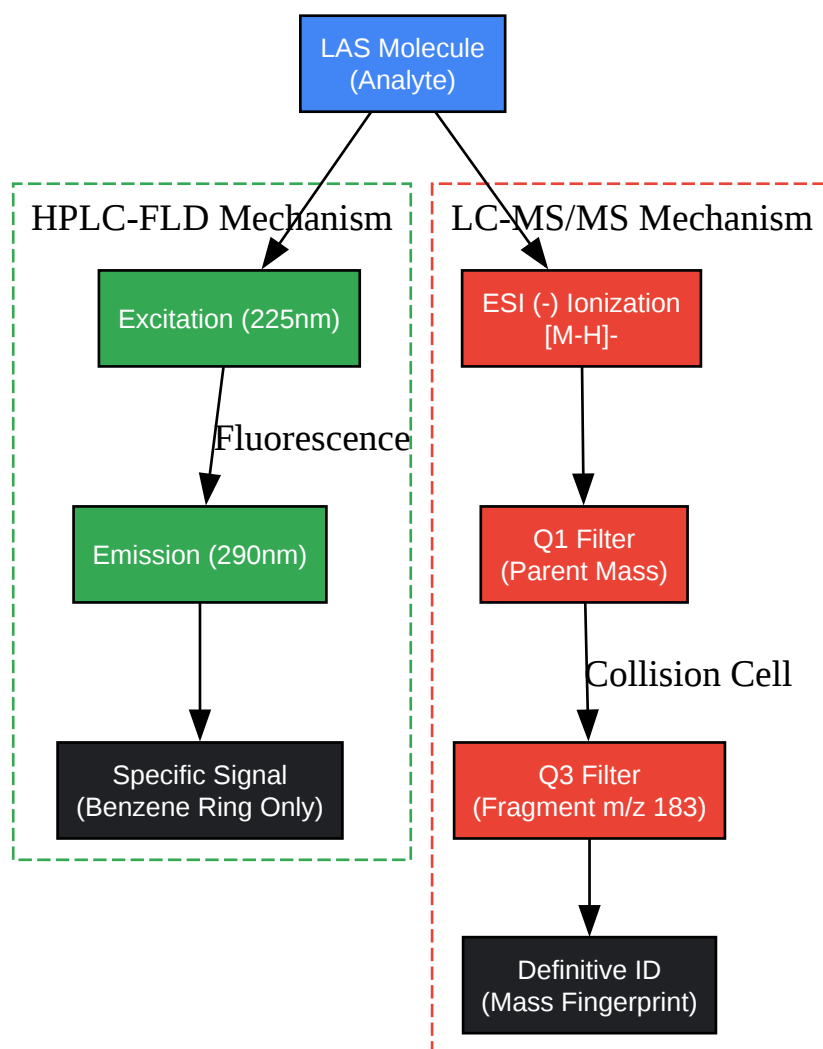 LAS Molecule
(Analyte)
HPLC-FLD Mechanism
Excitation (225nm)
Fluorescence
Emission (290nm)
Specific Signal
(Benzene Ring Only)
LC-MS/MS Mechanism
ESI (-) Ionization
[M-H]-
Q1 Filter
(Parent Mass)
Collision Cell
Q3 Filter
(Fragment m/z 183)
Definitive ID
(Mass Fingerprint)